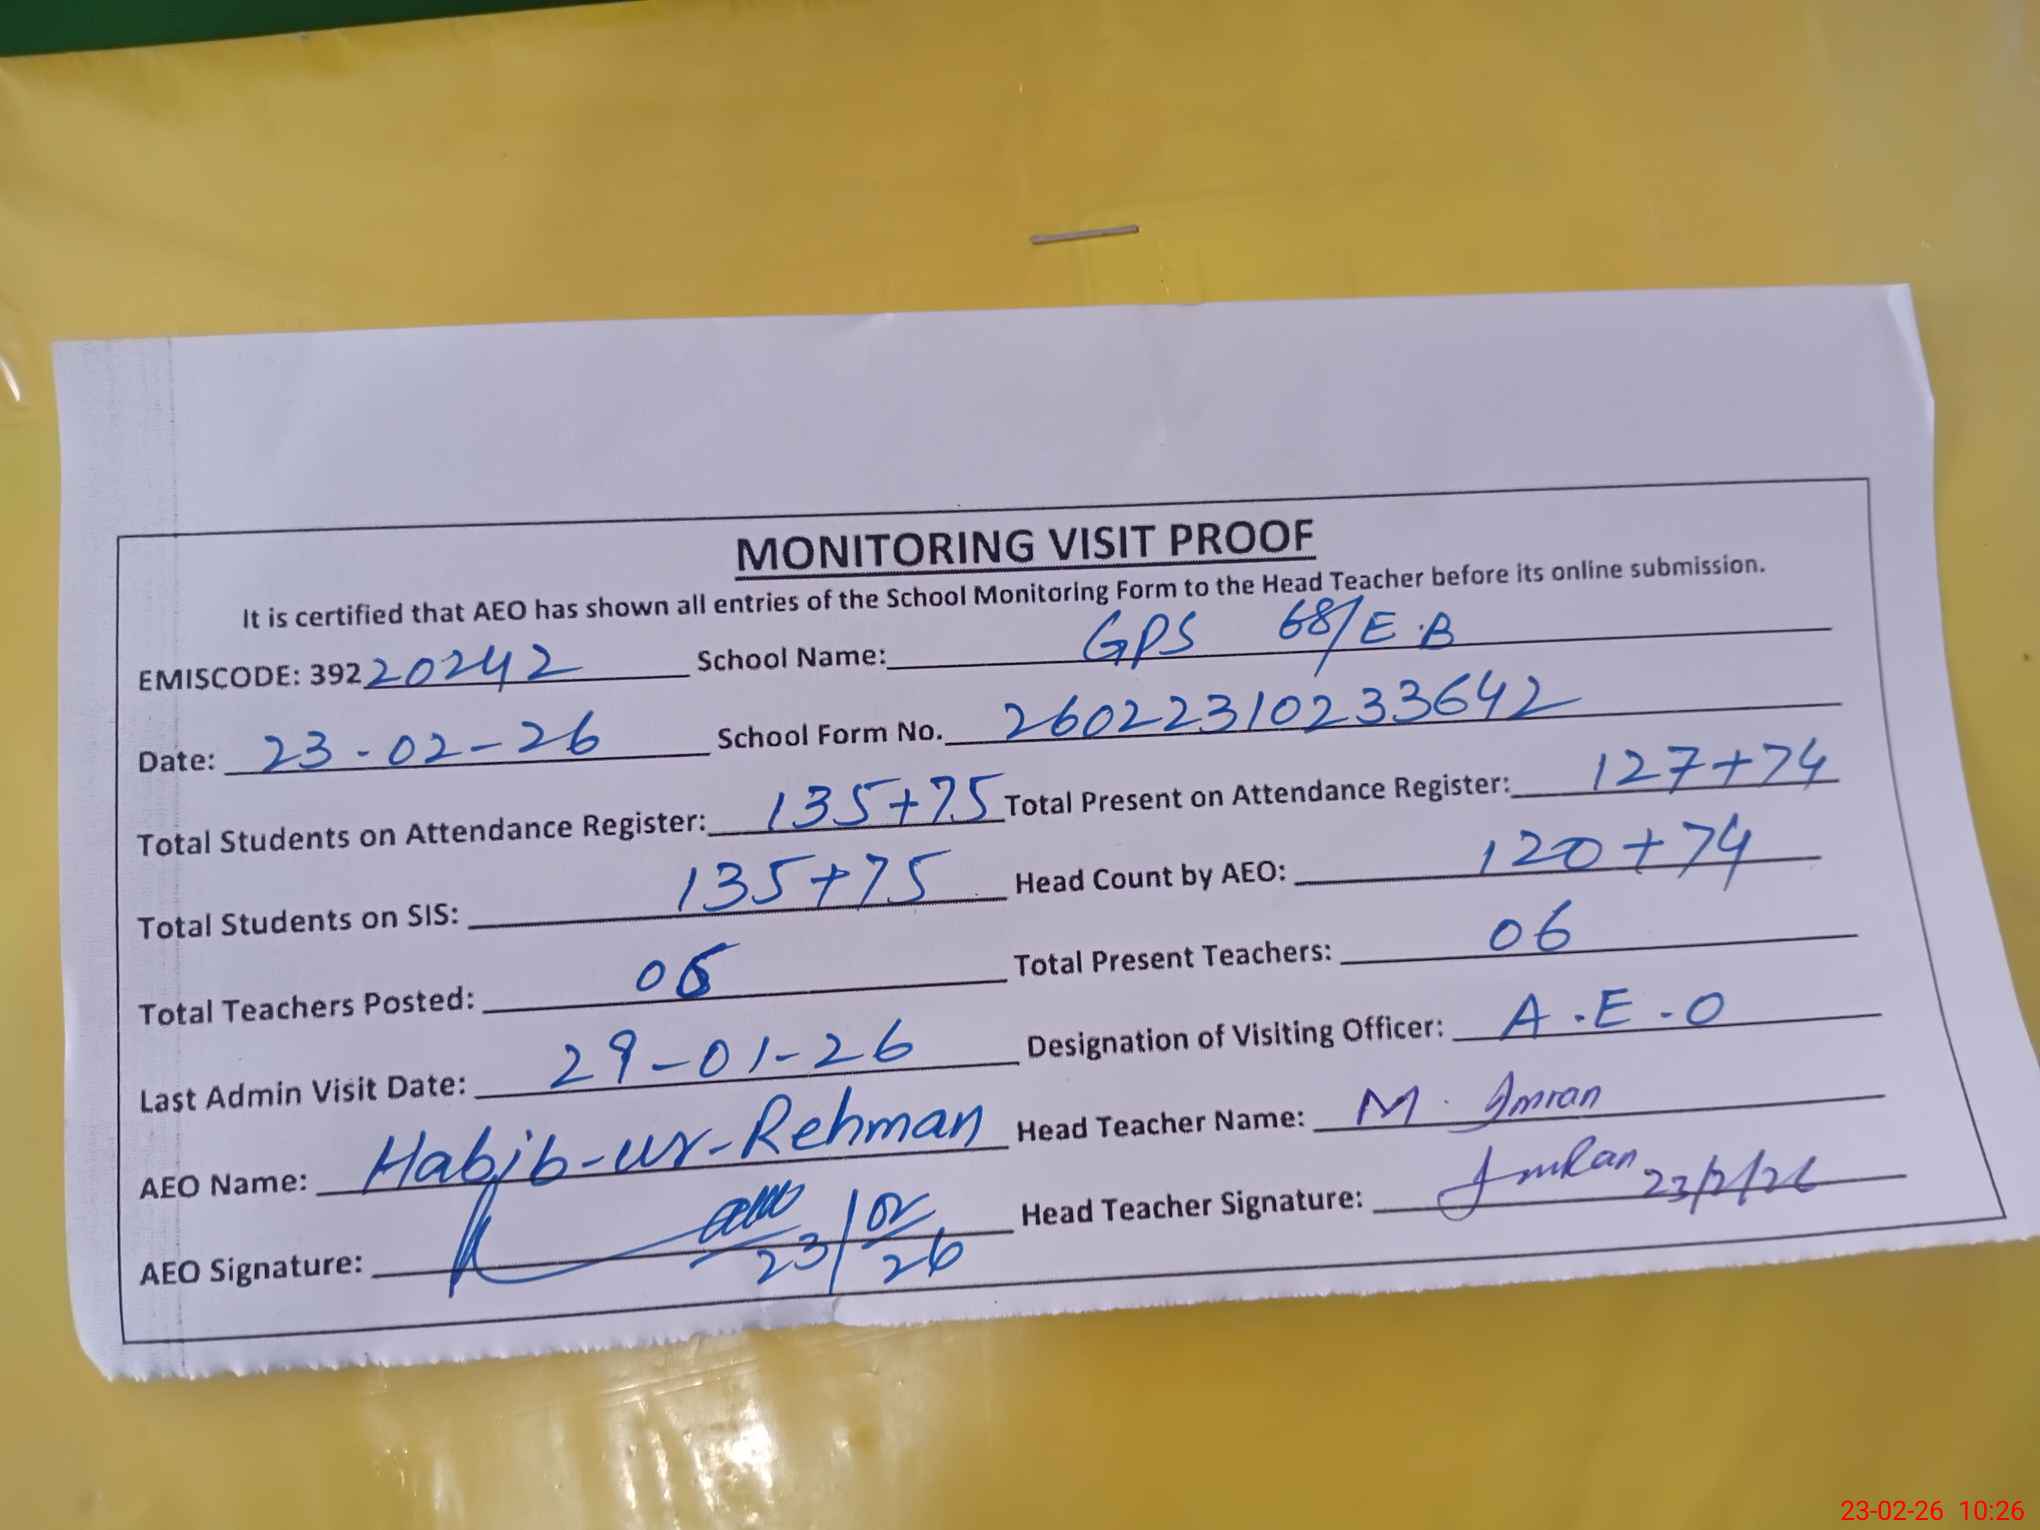 MONITORING VISIT PROOF
It is certified that AEO has shown all entries of the School Monitoring Form to the Head Teacher before its online submission.
EMISCODE: 39220242 School Name: GPS 68/E.B
Date: 23-02-26 School Form No. 26022310233642
Total Students on Attendance Register: 135+75 Total Present on Attendance Register: 127+74
Total Students on SIS: 135+75 Head Count by AEO: 120+74
Total Teachers Posted: 06 Total Present Teachers: 06
Last Admin Visit Date: 29-01-26 Designation of Visiting Officer: A.E.O
AEO Name: Habib-ur-Rehman Head Teacher Name: M. Imran
AEO Signature: 23/02/26 Head Teacher Signature: Imran 23/2/26
23-02-26 10:26